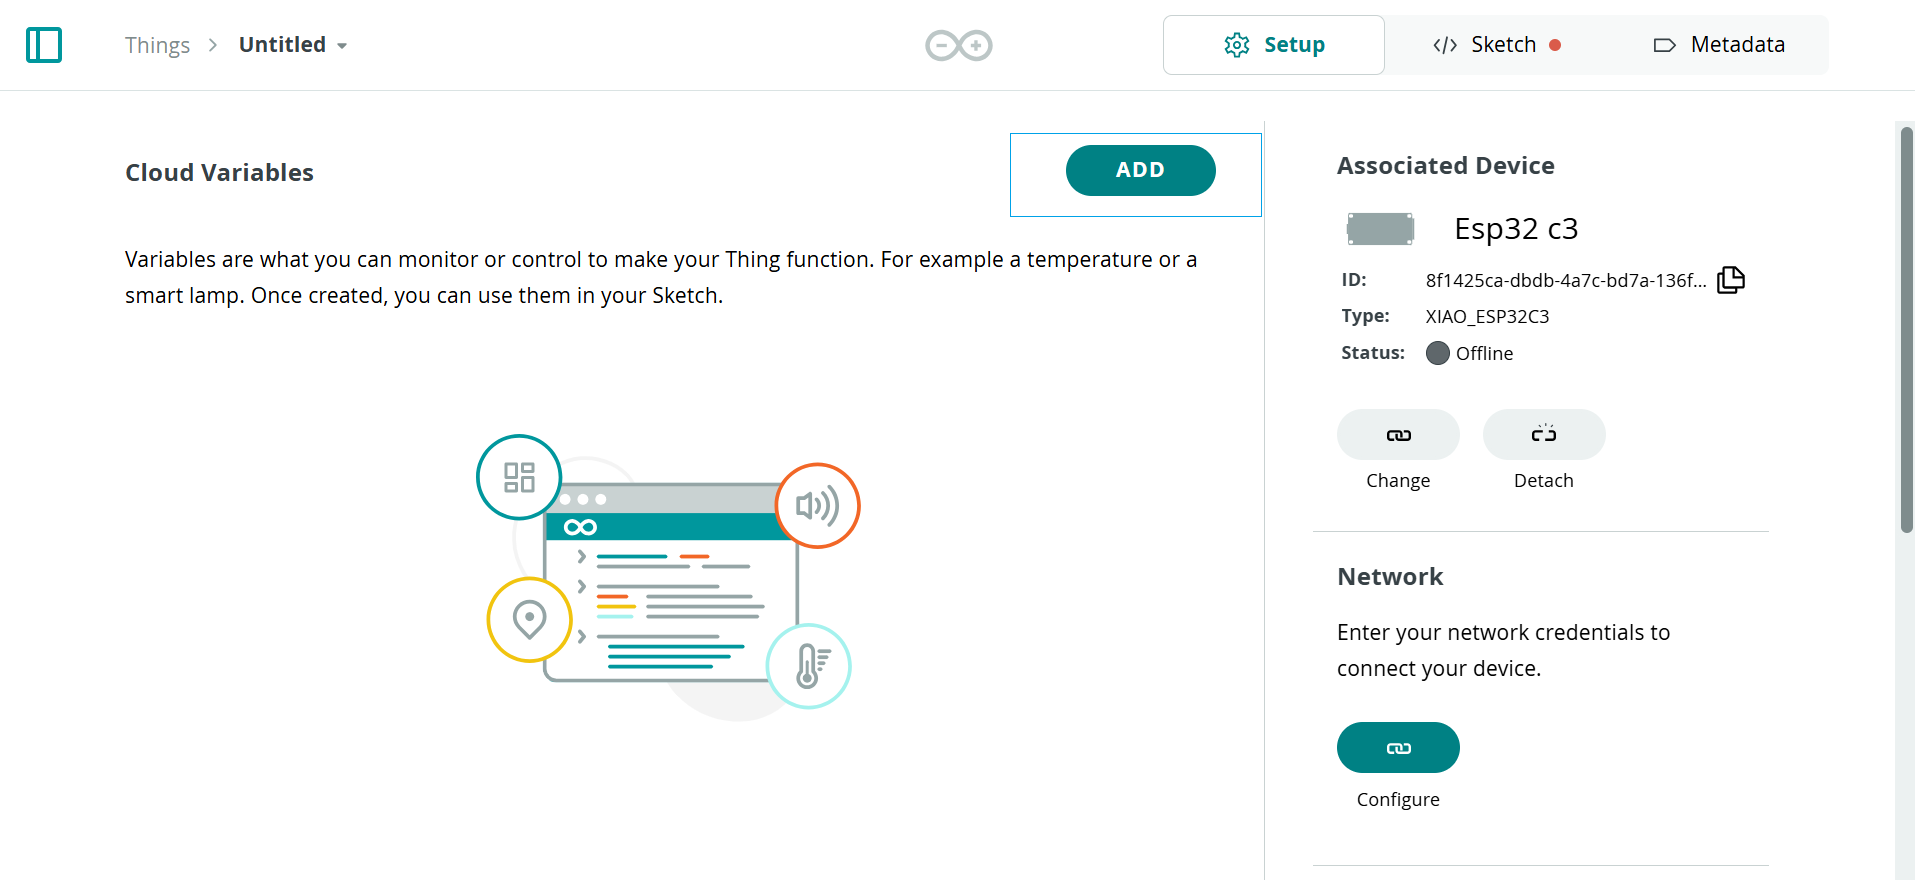 Things > Untitled
Setup
Sketch
Metadata
Cloud Variables
ADD
Variables are what you can monitor or control to make your Thing function. For example a temperature or a
smart lamp. Once created, you can use them in your Sketch.
Associated Device
Esp32 c3
ID: 8f1425ca-dbdb-4a7c-bd7a-136f...
Type: XIAO_ESP32C3
Status: Offline
Change
Detach
Network
Enter your network credentials to
connect your device.
Configure